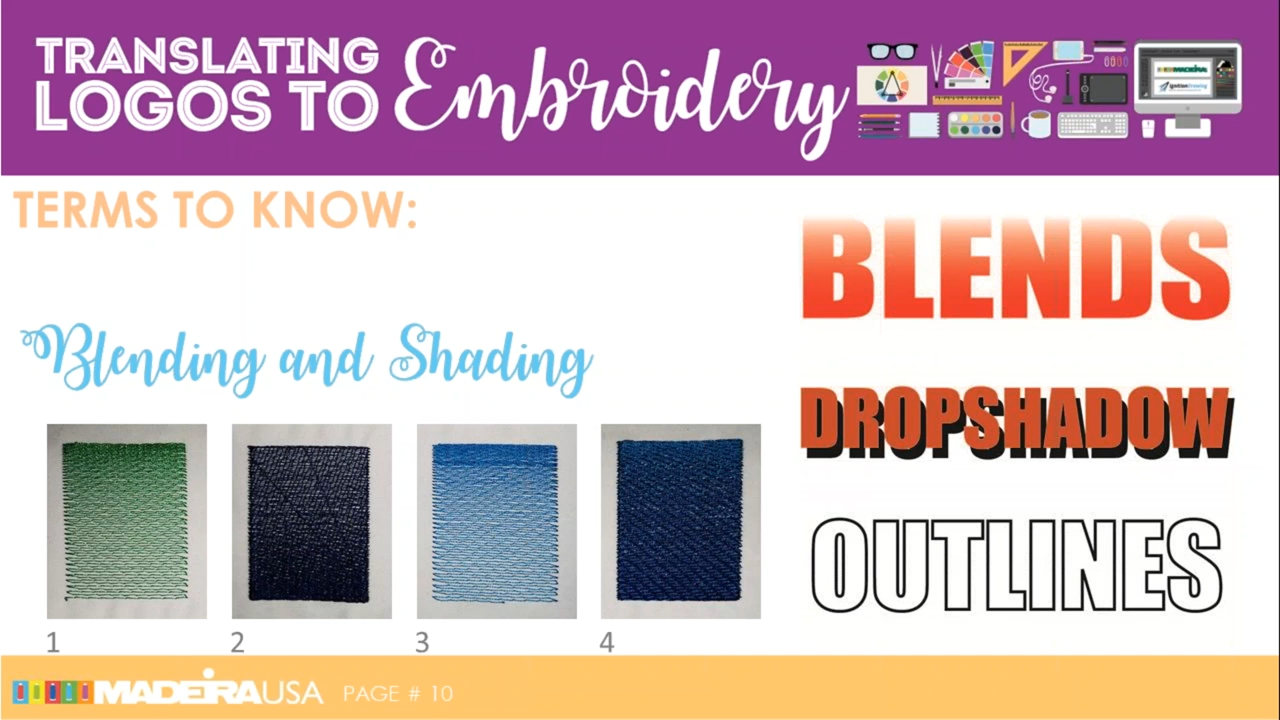 TRANSLATING
LOGOS TO Embroidery
TERMS TO KNOW:
Blending and Shading
1
2
3
4
BLENDS
DROPSHADOW
OUTLINES
MADEIRAUSA PAGE # 10